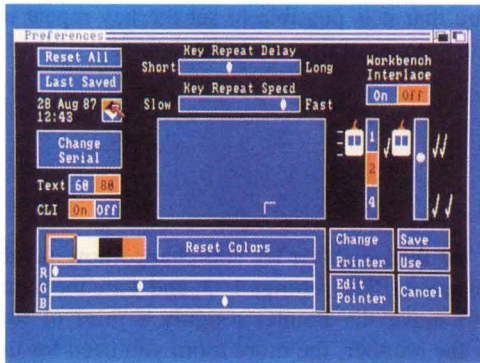 Preferences
Reset All
Last Saved
28 Aug 87
12:43
Change
Serial
Text 60 80
CLI On Off
Key Repeat Delay
Short Long
Key Repeat Speed
Slow Fast
Workbench
Interlace
On Off
1
2
4
Reset Colors
R
G
B
Change
Printer
Edit
Pointer
Save
Use
Cancel